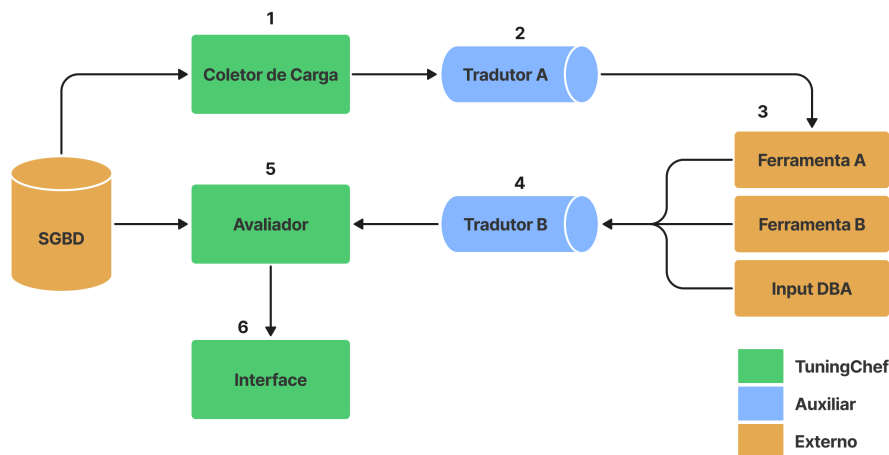 1
Coletor de Carga
2
Tradutor A
3
Ferramenta A
SGBD
5
Avaliador
4
Tradutor B
Ferramenta B
Input DBA
6
Interface
TuningChef
Auxiliar
Externo